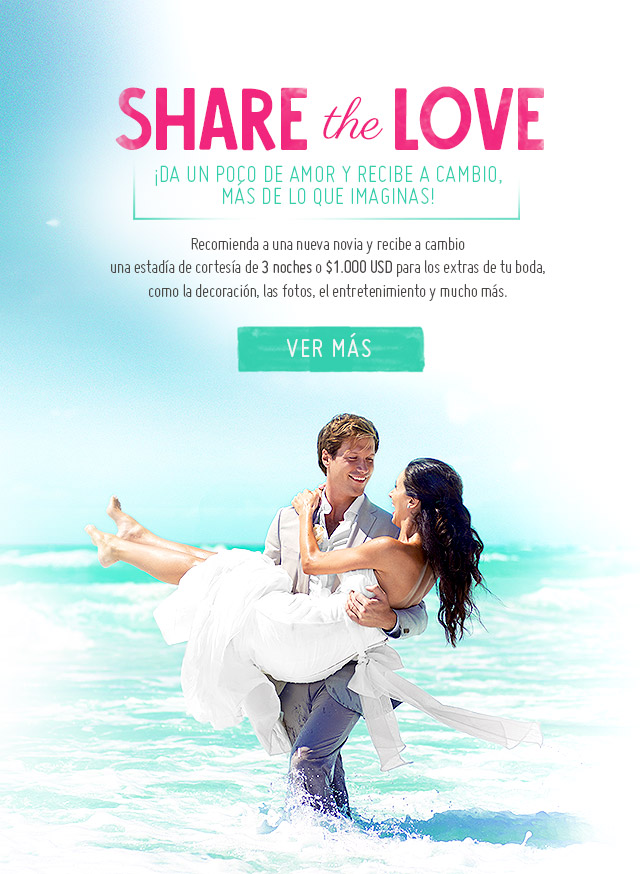 SHARE the LOVE
¡DA UN POCO DE AMOR Y RECIBE A CAMBIO,
MÁS DE LO QUE IMAGINAS!
Recomienda a una nueva novia y recibe a cambio
una estadía de cortesía de 3 noches o $1.000 USD para los extras de tu boda,
como la decoración, las fotos, el entretenimiento y mucho más.
VER MÁS